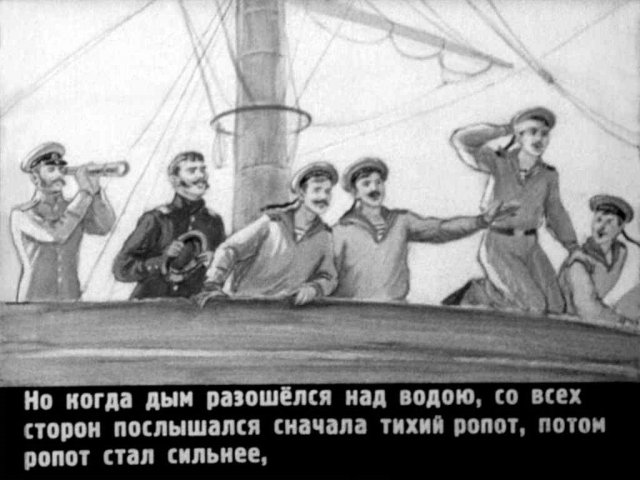 Но когда дым разошёлся над водою, со всех
сторон послышался сначала тихий ропот, потом
ропот стал сильнее,